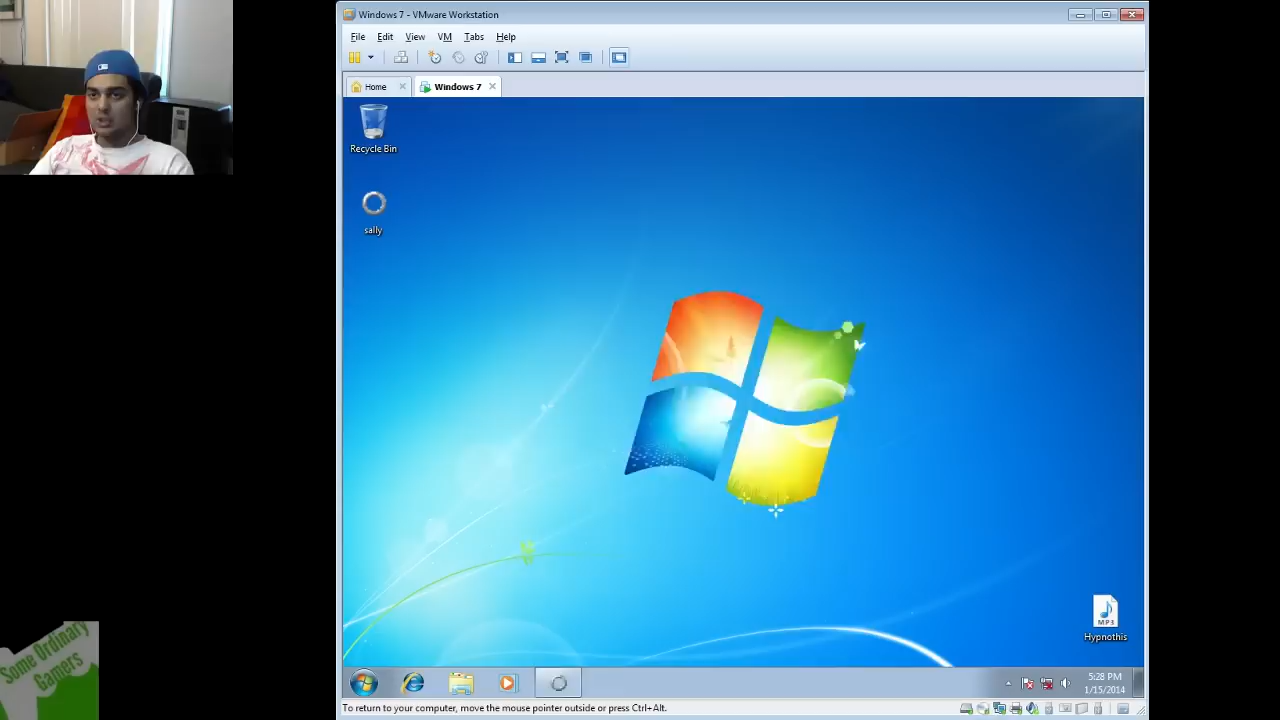 Windows 7 - VMware Workstation
File Edit View VM Tabs Help
Home Windows 7
Recycle Bin
sally
MP3
Hypnothis
5:28 PM
1/15/2014
To return to your computer, move the mouse pointer outside or press Ctrl+Alt.
Some Ordinary
Gamers